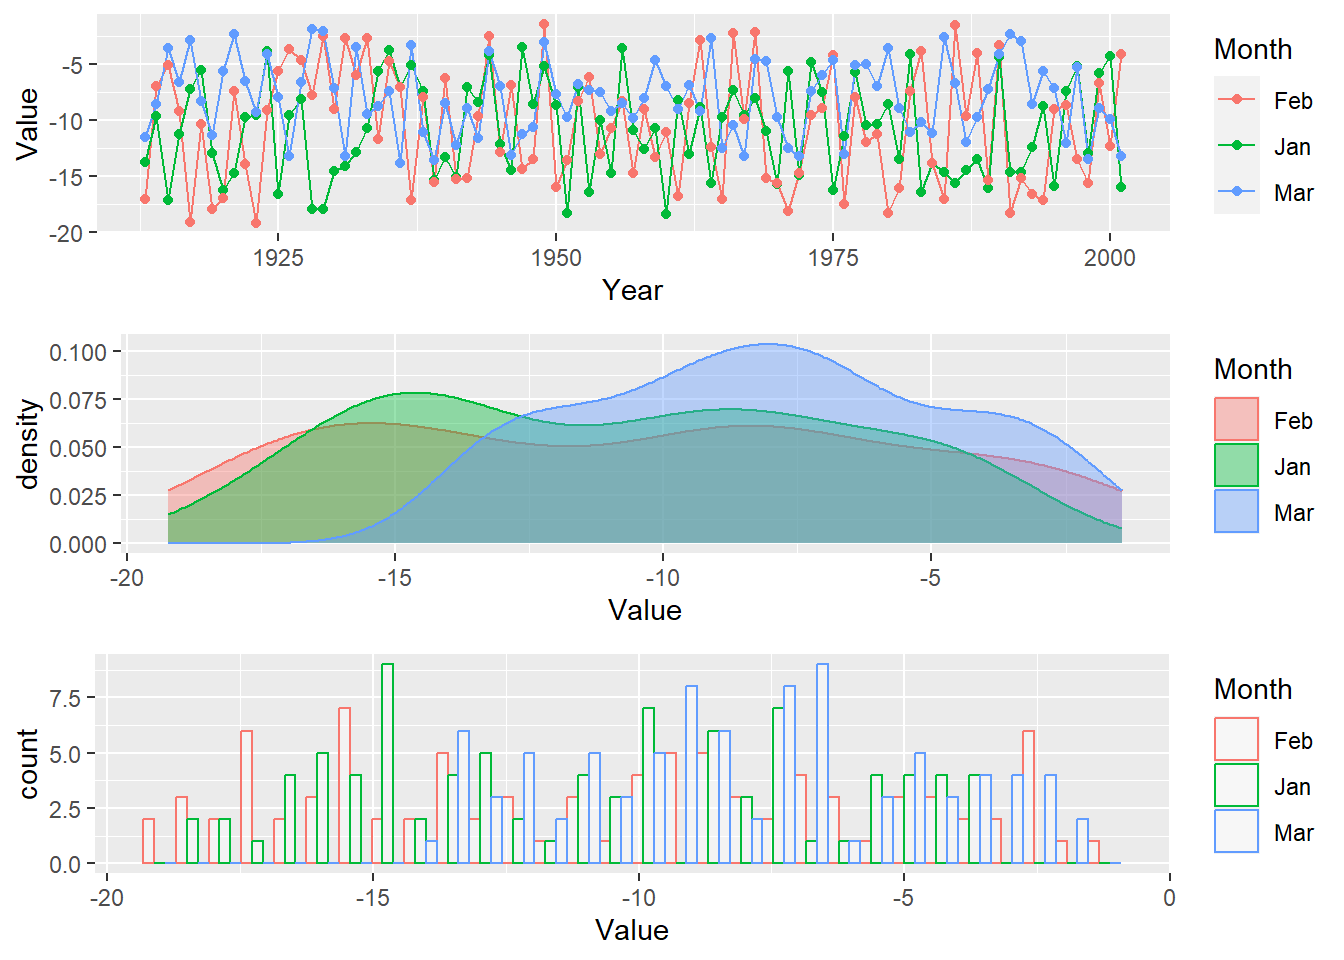 Value
-5
-10
-15
-20
1925 1950 1975 2000
Year
Month
Feb
Jan
Mar
density
0.100
0.075
0.050
0.025
0.000
-20 -15 -10 -5
Value
Month
Feb
Jan
Mar
count
7.5
5.0
2.5
0.0
-20 -15 -10 -5 0
Value
Month
Feb
Jan
Mar